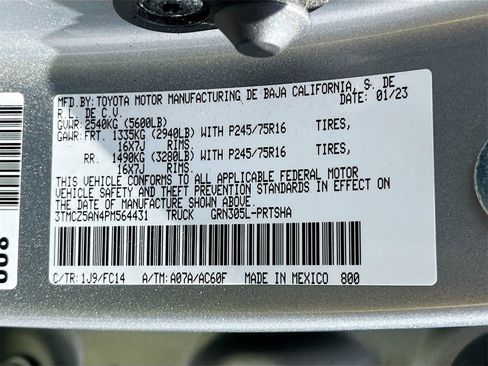 MFD.BY: TOYOTA MOTOR MANUFACTURING DE BAJA CALIFORNIA, S. DE
R.L. DE C.V. DATE: 01/23
GVWR: 2540KG (5600LB)
GAWR: FRT. 1335KG (2940LB) WITH P245/75R16 TIRES,
16X7J RIMS.
RR. 1490KG (3280LB) WITH P245/75R16 TIRES,
16X7J RIMS.
THIS VEHICLE CONFORMS TO ALL APPLICABLE FEDERAL MOTOR
VEHICLE SAFETY AND THEFT PREVENTION STANDARDS IN EFFECT ON
THE DATE OF MANUFACTURE SHOWN ABOVE.
3TMCZ5AN4PM564431 TRUCK GRN305L-PRTSHA
C/TR: 1J9/FC14 A/TM: A07A/AC60F MADE IN MEXICO 800